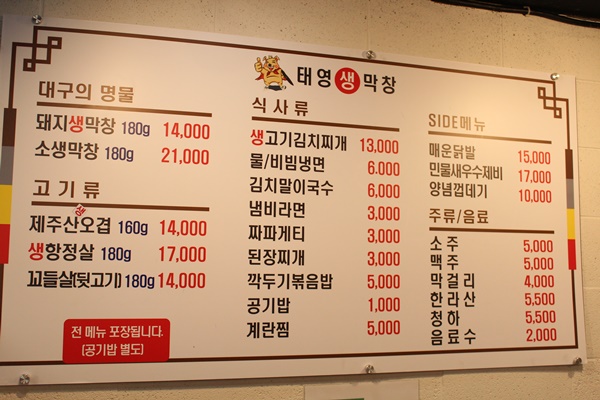 태영생막창
대구의 명물
돼지생막창 180g 14,000
소생막창 180g 21,000
고기류
생
제주산오겹 160g 14,000
생항정살 180g 17,000
꼬들살(뒷고기) 180g 14,000
전 메뉴 포장됩니다.
(공기밥 별도)
식사류
생고기김치찌개 13,000
물/비빔냉면 6.000
김치말이국수 6,000
냄비라면 3,000
짜파게티 3,000
된장찌개 3,000
깍두기볶음밥 5,000
공기밥 1,000
계란찜 5,000
SIDE메뉴
매운닭발 15,000
민물새우수제비 17,000
양념껍데기 10,000
주류/음료
소주 5,000
맥주 5,000
막걸리 4,000
한라산 5,500
청하 5,500
음료수 2,000